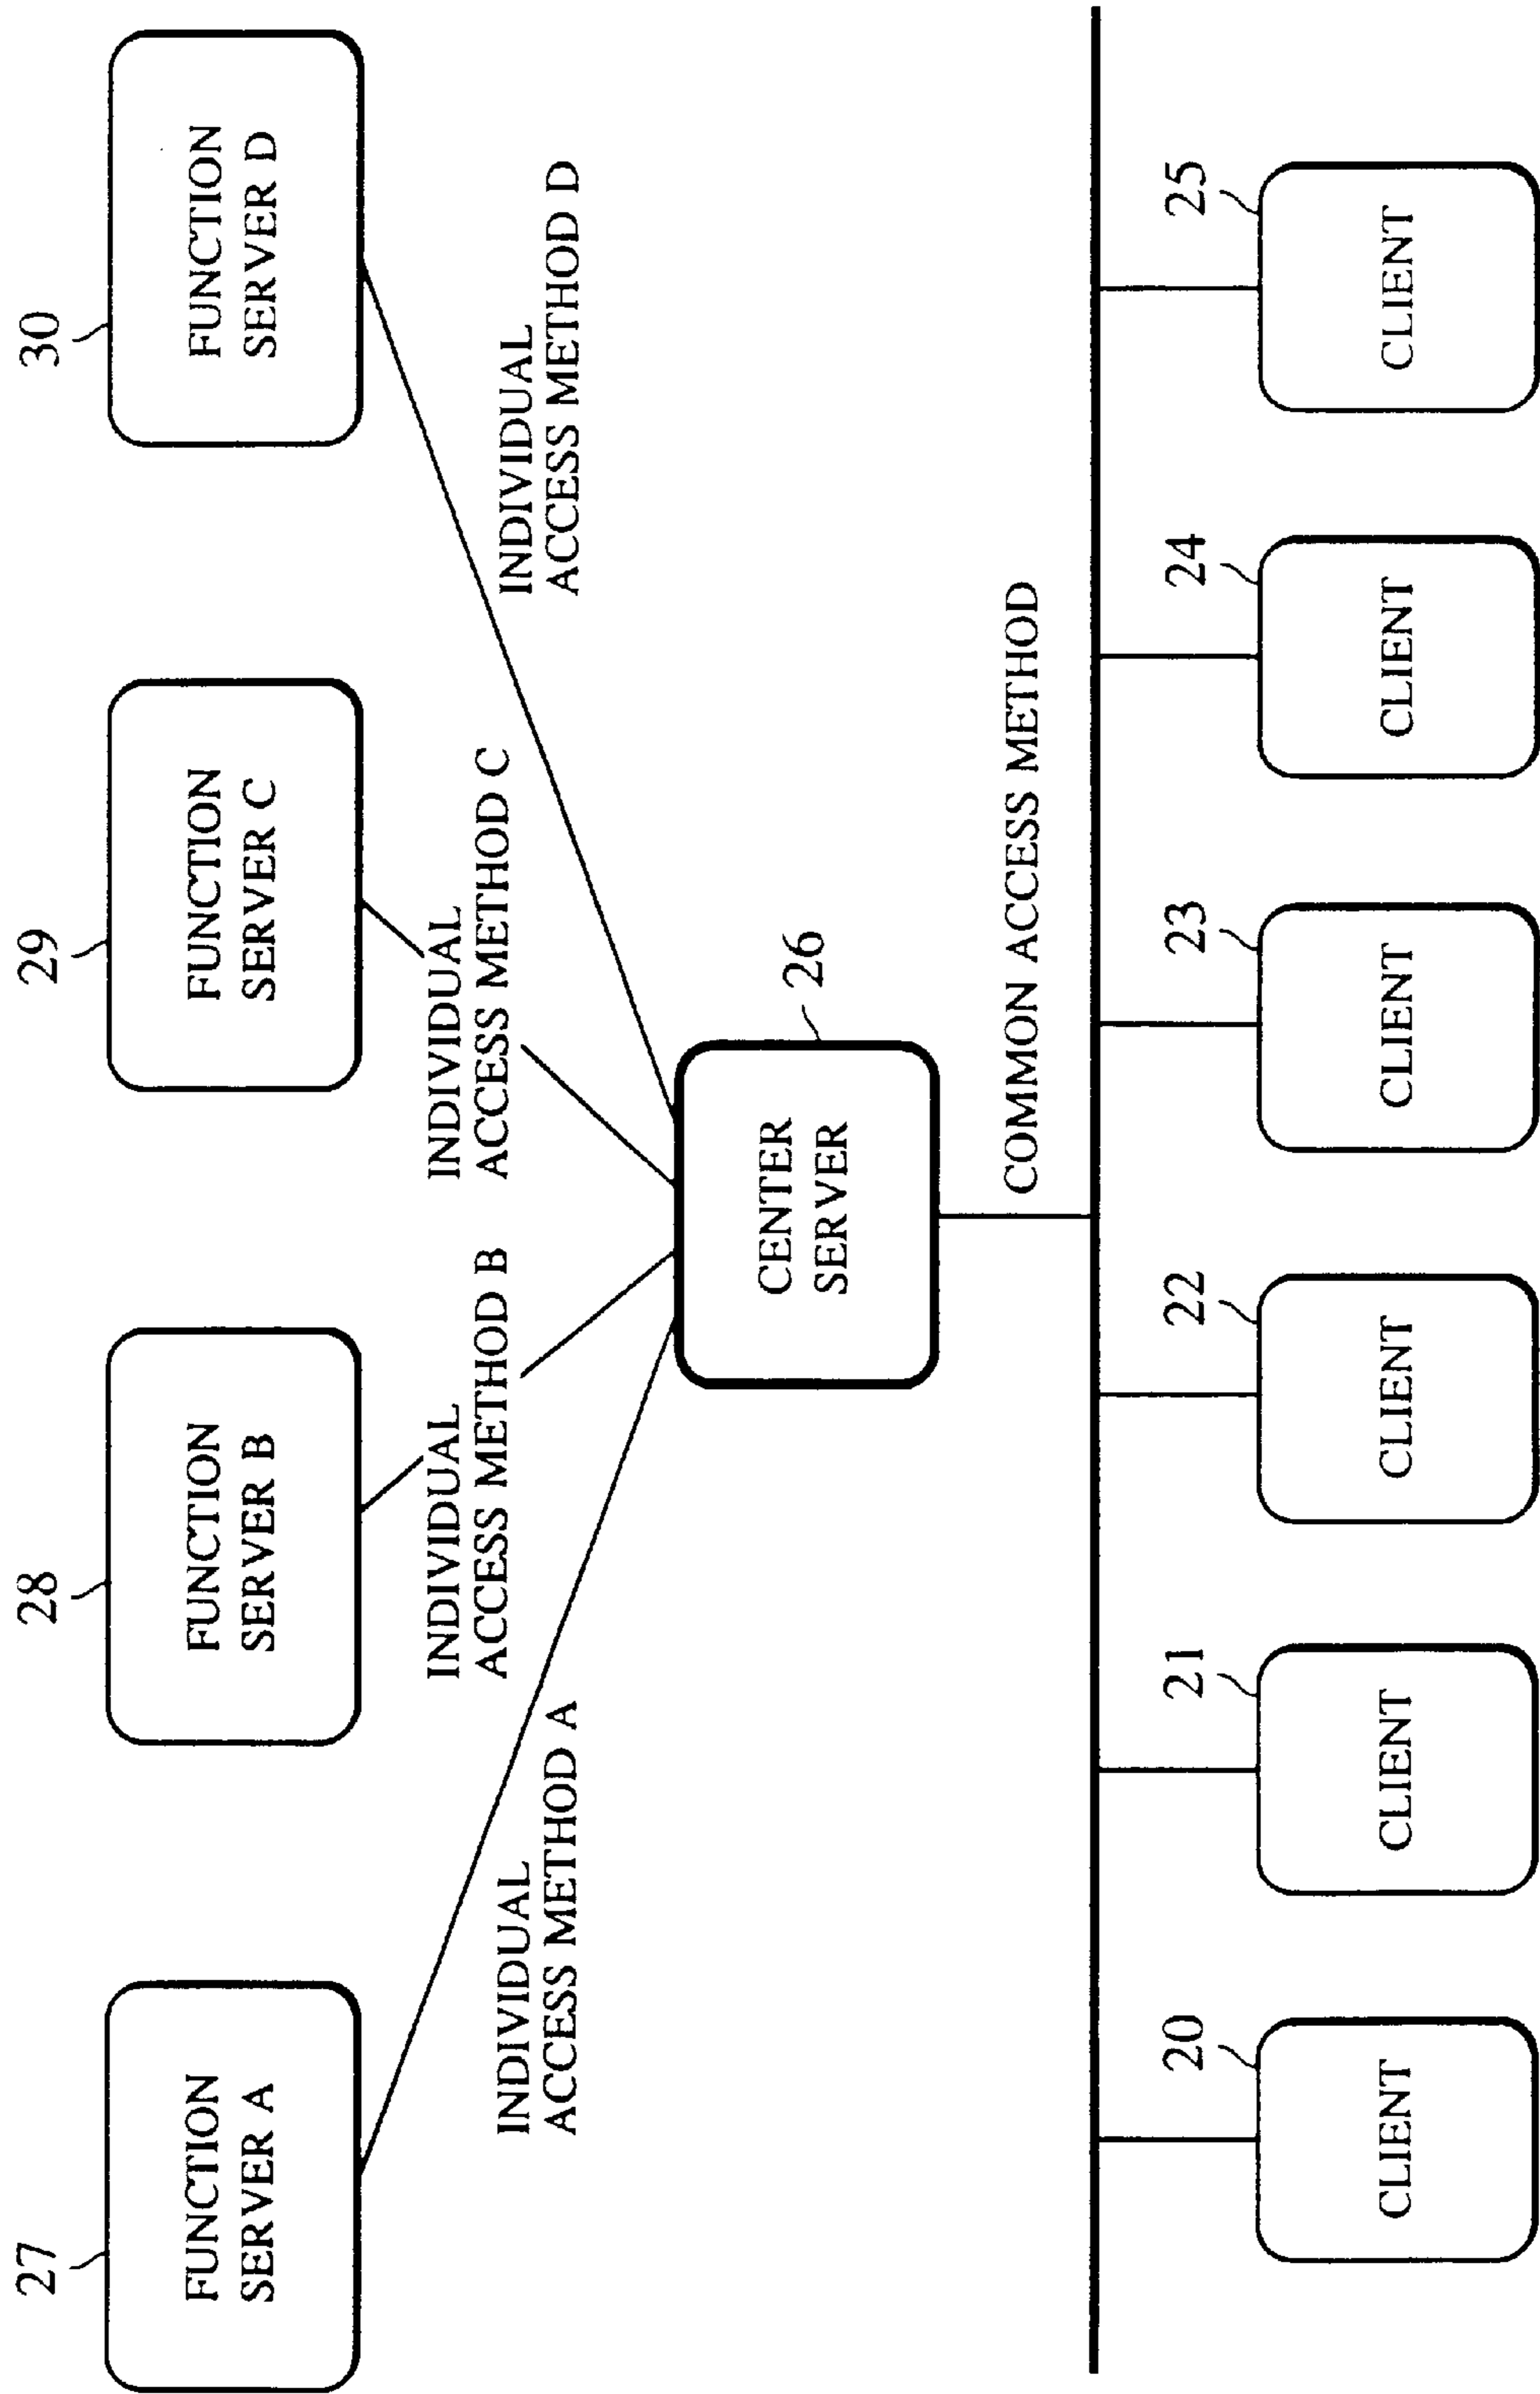 27
28
29
30
FUNCTION
SERVER A
FUNCTION
SERVER B
FUNCTION
SERVER C
FUNCTION
SERVER D
INDIVIDUAL
ACCESS METHOD A
INDIVIDUAL
ACCESS METHOD B
INDIVIDUAL
ACCESS METHOD C
INDIVIDUAL
ACCESS METHOD D
CENTER
SERVER
26
COMMON ACCESS METHOD
20
21
22
23
24
25
CLIENT
CLIENT
CLIENT
CLIENT
CLIENT
CLIENT